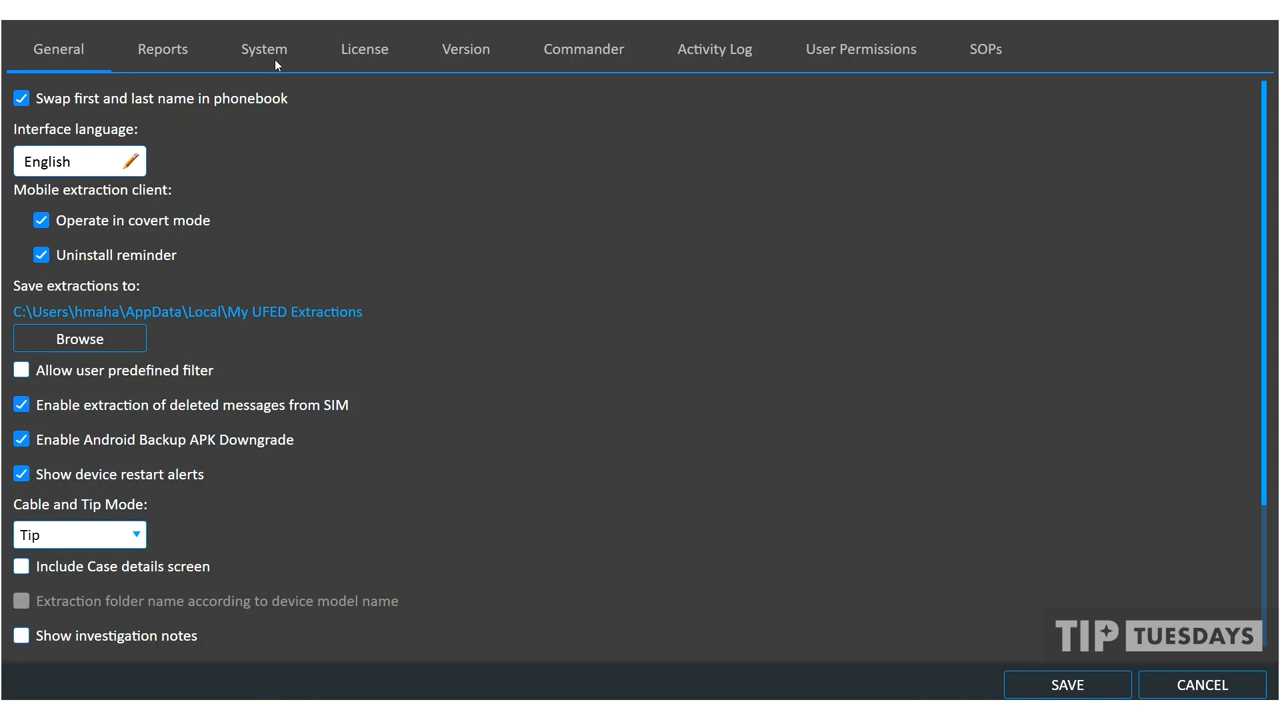 General Reports System License Version Commander Activity Log User Permissions SOPs
Swap first and last name in phonebook
Interface language:
English
Mobile extraction client:
Operate in covert mode
Uninstall reminder
Save extractions to:
C:\Users\hmaha\AppData\Local\My UFED Extractions
Browse
Allow user predefined filter
Enable extraction of deleted messages from SIM
Enable Android Backup APK Downgrade
Show device restart alerts
Cable and Tip Mode:
Tip
Include Case details screen
Extraction folder name according to device model name
Show investigation notes
TIP TUESDAYS
SAVE CANCEL